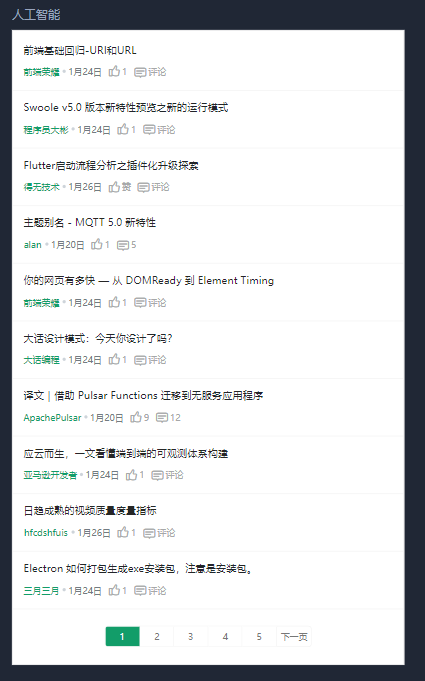 人工智能
前端基础回归-URI和URL
前端荣耀 • 1月24日 1 评论
Swoole v5.0 版本新特性预览之新的运行模式
程序员大彬 • 1月24日 1 评论
Flutter启动流程分析之插件化升级探索
得无技术 • 1月26日 赞 评论
主题别名 - MQTT 5.0 新特性
alan • 1月20日 1 5
你的网页有多快 — 从 DOMReady 到 Element Timing
前端荣耀 • 1月24日 1 评论
大话设计模式：今天你设计了吗？
大话编程 • 1月24日 1 评论
译文 | 借助 Pulsar Functions 迁移到无服务应用程序
ApachePulsar • 1月20日 9 12
应云而生，一文看懂端到端的可观测体系构建
亚马逊开发者 • 1月24日 1 评论
日趋成熟的视频质量度量指标
hfcdshfuis • 1月26日 1 评论
Electron 如何打包生成exe安装包，注意是安装包。
三月三月 • 1月24日 1 评论
1 2 3 4 5 下一页